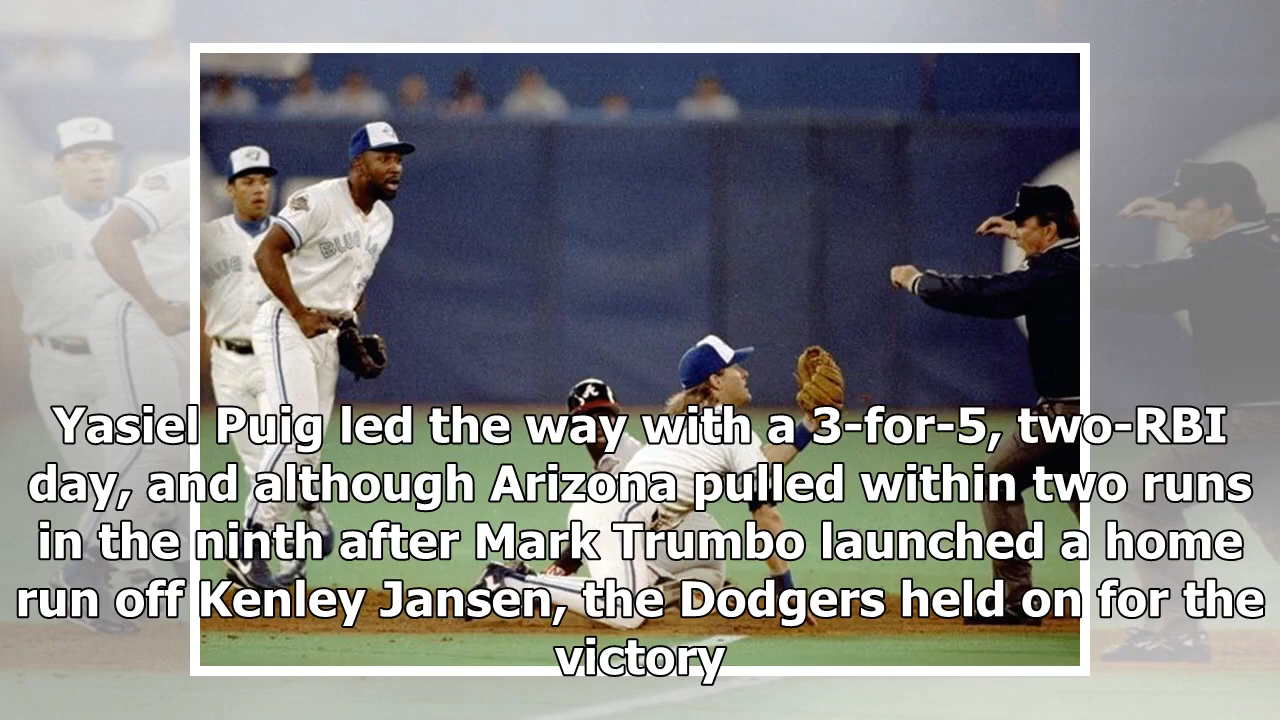 BLUE JA
Yasiel Puig led the way with a 3-for-5, two-RBI
day, and although Arizona pulled within two runs
in the ninth after Mark Trumbo launched a home
run off Kenley Jansen, the Dodgers held on for the
victory